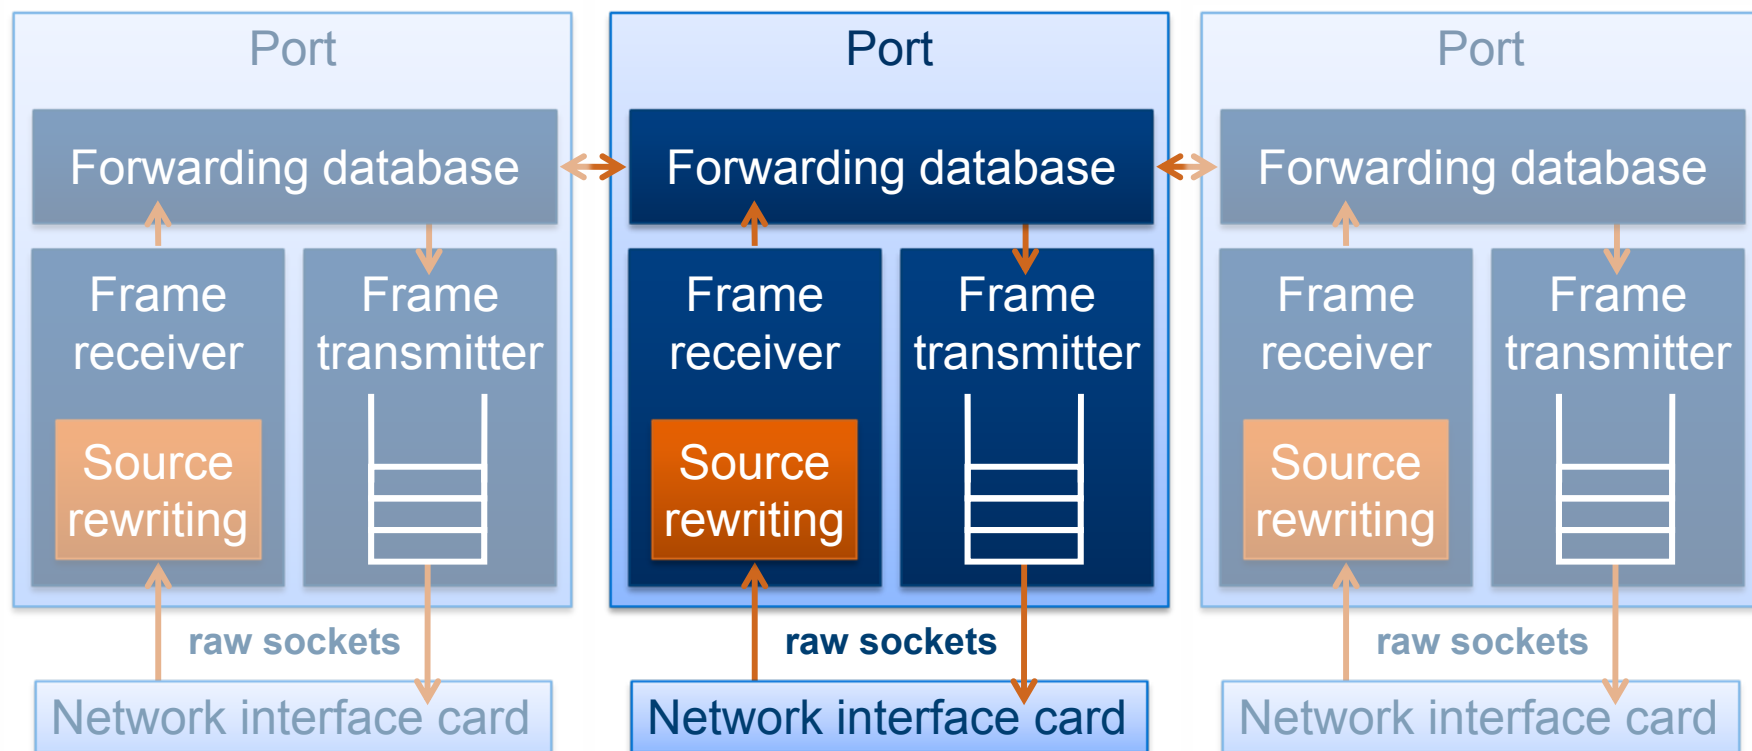 Port
Forwarding database
Frame
receiver
Frame
transmitter
Source
rewriting
raw sockets
Network interface card
Port
Forwarding database
Frame
receiver
Frame
transmitter
Source
rewriting
raw sockets
Network interface card
Port
Forwarding database
Frame
receiver
Frame
transmitter
Source
rewriting
raw sockets
Network interface card